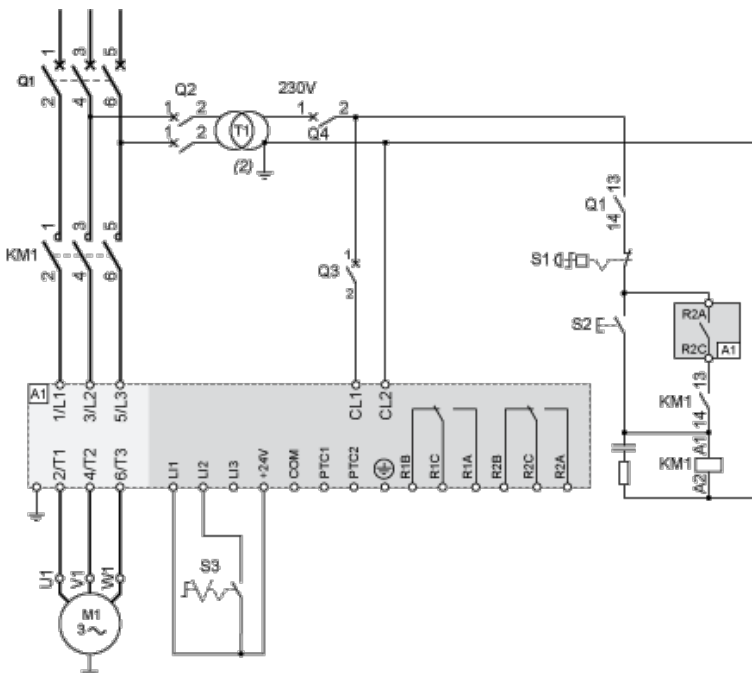 1 3 5
Q1
2 4 6
Q2
1 2
1 2
T1
(2)
230V
1 2
Q4
13
Q1
14
1 3 5
KM1
2 4 6
1
Q3
2
S1
S2
R2A
R2C
A1
13
KM1
14
A1
KM1
A2
A1
1/L1 3/L2 5/L3
CL1 CL2
2/T1 4/T2 6/T3
LI1 LI2 LI3 +24V COM PTC1 PTC2 R1B R1C R1A R2B R2C R2A
S3
U1 V1 W1
M1
3